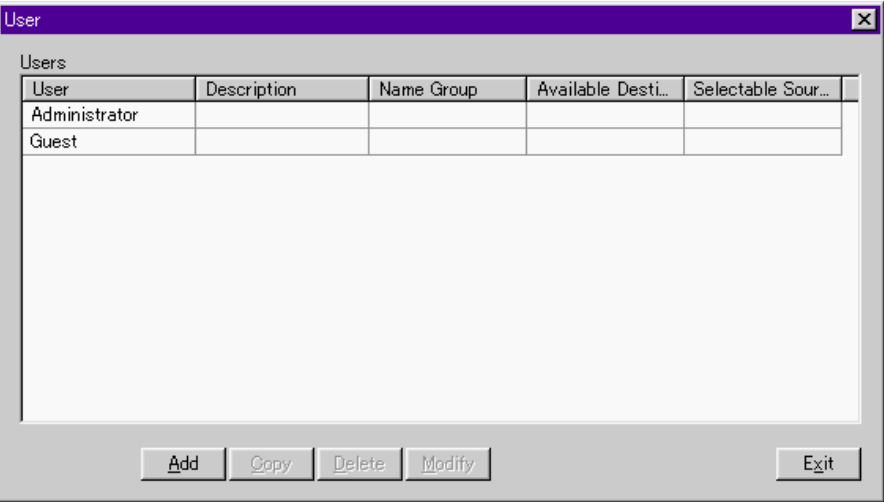 User
Users
User Description Name Group Available Desti... Selectable Sour...
Administrator
Guest
Add Copy Delete Modify Exit